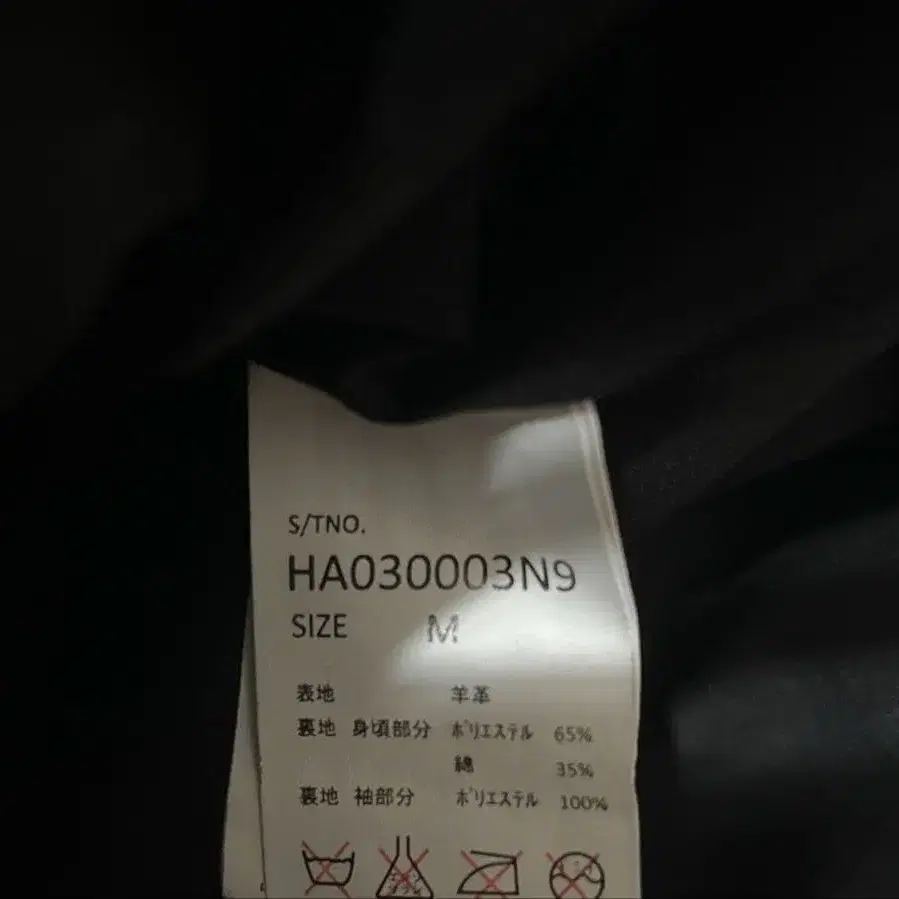 S/TNO.
HA030003N9
SIZE M
表地 羊革
裏地 身頃部分 ポリエステル 65%
綿 35%
裏地 袖部分 ポリエステル 100%